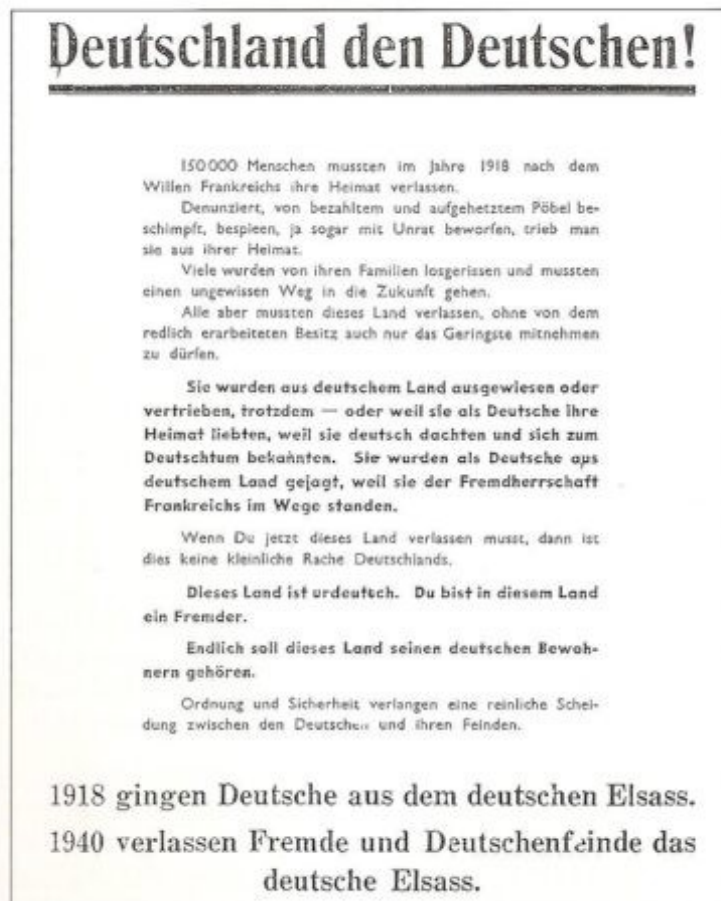 Deutschland den Deutschen!
150000 Menschen mussten im Jahre 1918 nach dem
Willen Frankreichs ihre Heimat verlassen.
Denunziert, von bezahltem und aufgehetztem Pöbel be-
schimpft, bespieen, ja sogar mit Unrat beworfen, trieb man
sie aus ihrer Heimat.
Viele wurden von ihren Familien losgerissen und mussten
einen ungewissen Weg in die Zukunft gehen.
Alle aber mussten dieses Land verlassen, ohne von dem
redlich erarbeiteten Besitz auch nur das Geringste mitnehmen
zu dürfen.
Sie wurden aus deutschem Land ausgewiesen oder
vertrieben, trotzdem — oder weil sie als Deutsche ihre
Heimat liebten, weil sie deutsch dachten und sich zum
Deutschtum bekannten. Sie wurden als Deutsche aus
deutschem Land gejagt, weil sie der Fremdherrschaft
Frankreichs im Wege standen.
Wenn Du jetzt dieses Land verlassen musst, dann ist
dies keine kleinliche Rache Deutschlands.
Dieses Land ist urdeutsch. Du bist in diesem Land
ein Fremder.
Endlich soll dieses Land seinen deutschen Bewoh-
nern gehören.
Ordnung und Sicherheit verlangen eine reinliche Schei-
dung zwischen den Deutschen und ihren Feinden.
1918 gingen Deutsche aus dem deutschen Elsass.
1940 verlassen Fremde und Deutschenfeinde das
deutsche Elsass.